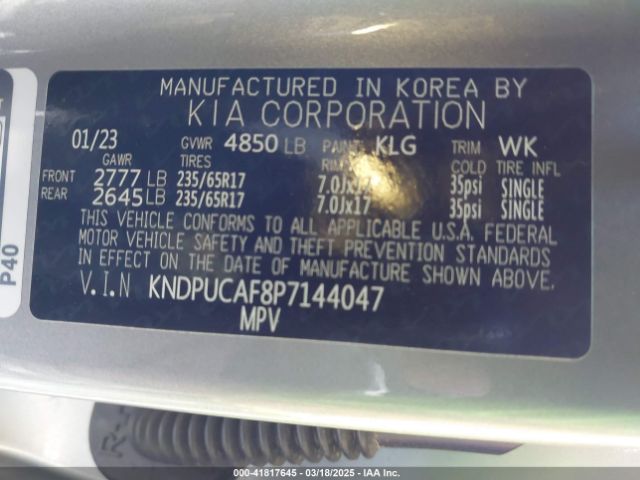 MANUFACTURED IN KOREA BY
KIA CORPORATION
01/23 GVWR 4850 LB PAINT KLG TRIM WK
GAWR TIRES RIM COLD TIRE INFL
FRONT 2777 LB 235/65R17 7.0Jx17 35psi SINGLE
REAR 2645 LB 235/65R17 7.0Jx17 35psi SINGLE
THIS VEHICLE CONFORMS TO ALL APPLICABLE U.S.A. FEDERAL
MOTOR VEHICLE SAFETY AND THEFT PREVENTION STANDARDS
IN EFFECT ON THE DATE OF MANUFACTURE SHOWN ABOVE.
V.I.N KNDPUCAF8P7144047
MPV
P40
R-
QUESTIONS: 41817645 | 03/18/2025 | IAA Inc.